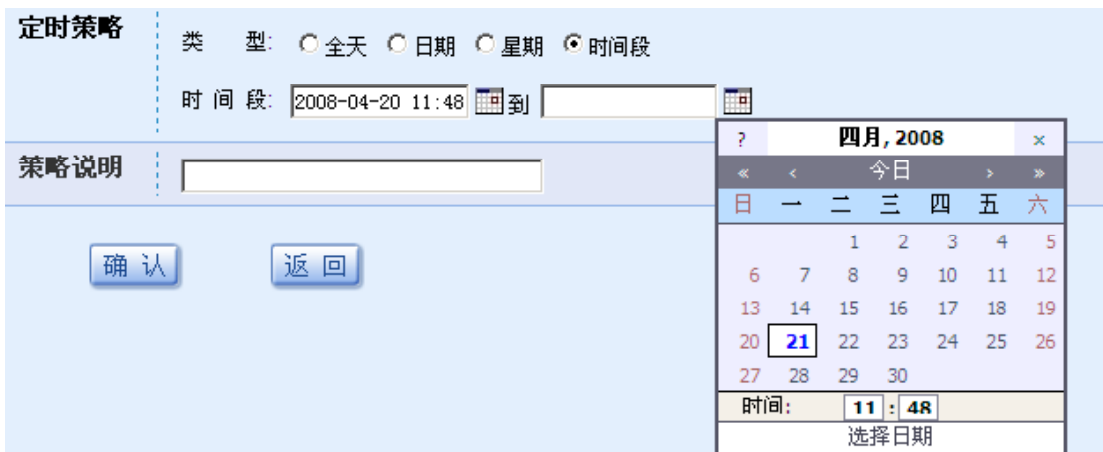 定时策略
类 型: 全天 日期 星期 时间段
时 间 段: 2008-04-20 11:48 到
? 四月, 2008 ×
« ‹ 今日 › »
日 一 二 三 四 五 六
1 2 3 4 5
6 7 8 9 10 11 12
13 14 15 16 17 18 19
20 21 22 23 24 25 26
27 28 29 30
时间: 11 : 48
选择日期
策略说明
确 认 返 回